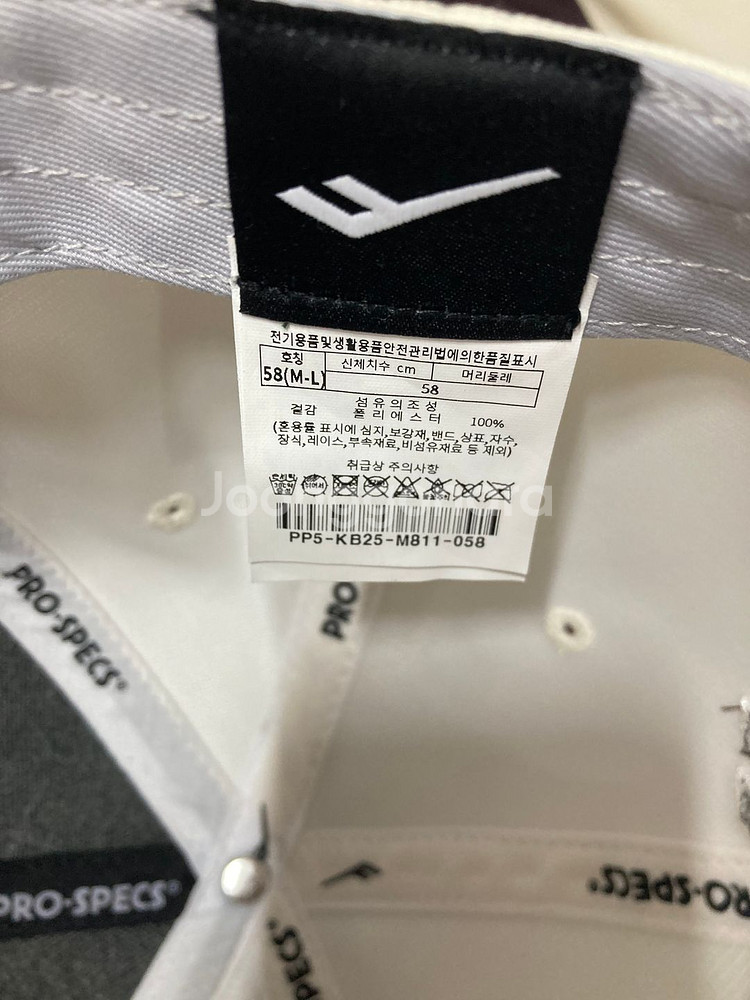 전기용품및생활용품안전관리법에의한품질표시
호칭 신체치수 cm 머리둘레
58(M-L) 58
섬유의조성
겉감 폴리에스터 100%
(혼용률 표시에 심지,보강재,밴드,상표,자수,
장식,레이스,부속재료,비섬유재료 등 제외)
취급상 주의사항
Joonggonara
PP5-KB25-M811-058
PRO-SPECS®
PRO
PRO-SPECS®
PRO-SPECS®
SPECS®